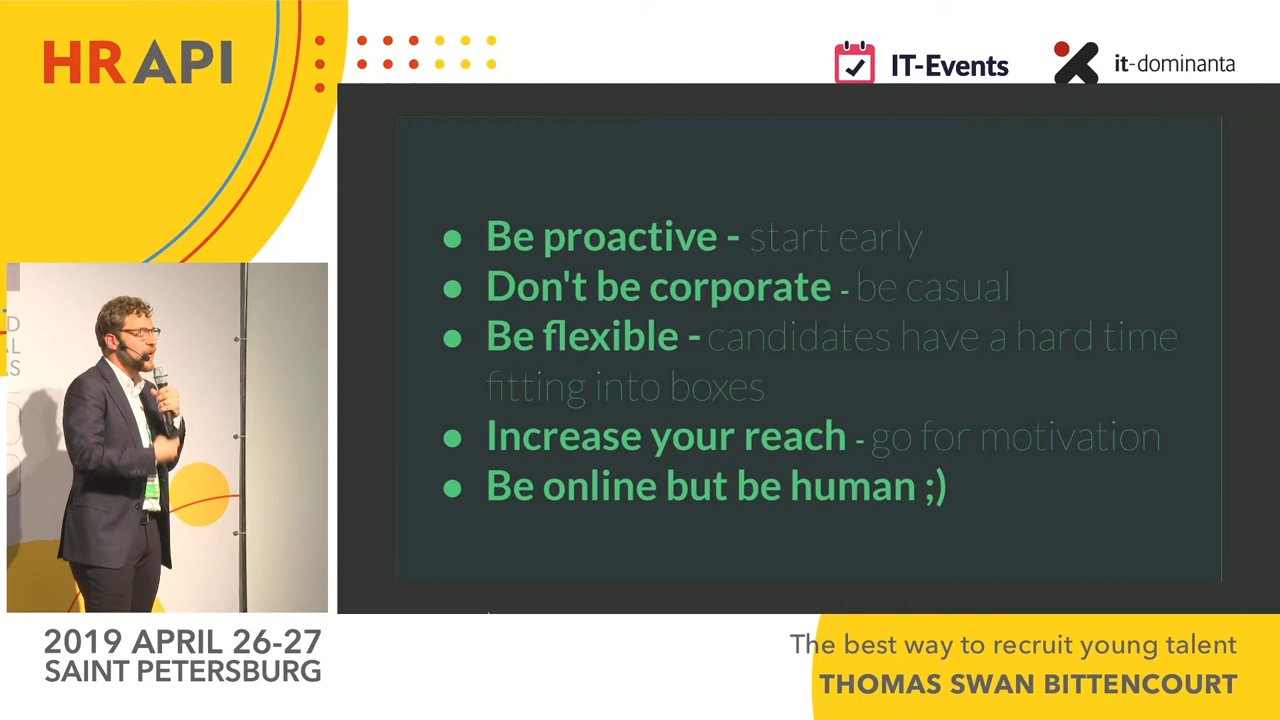 HR API
IT-Events
it-dominanta
Be proactive - start early
Don't be corporate - be casual
Be flexible - candidates have a hard time
fitting into boxes
Increase your reach - go for motivation
Be online but be human ;)
2019 APRIL 26-27
SAINT PETERSBURG
The best way to recruit young talent
THOMAS SWAN BITTENCOURT